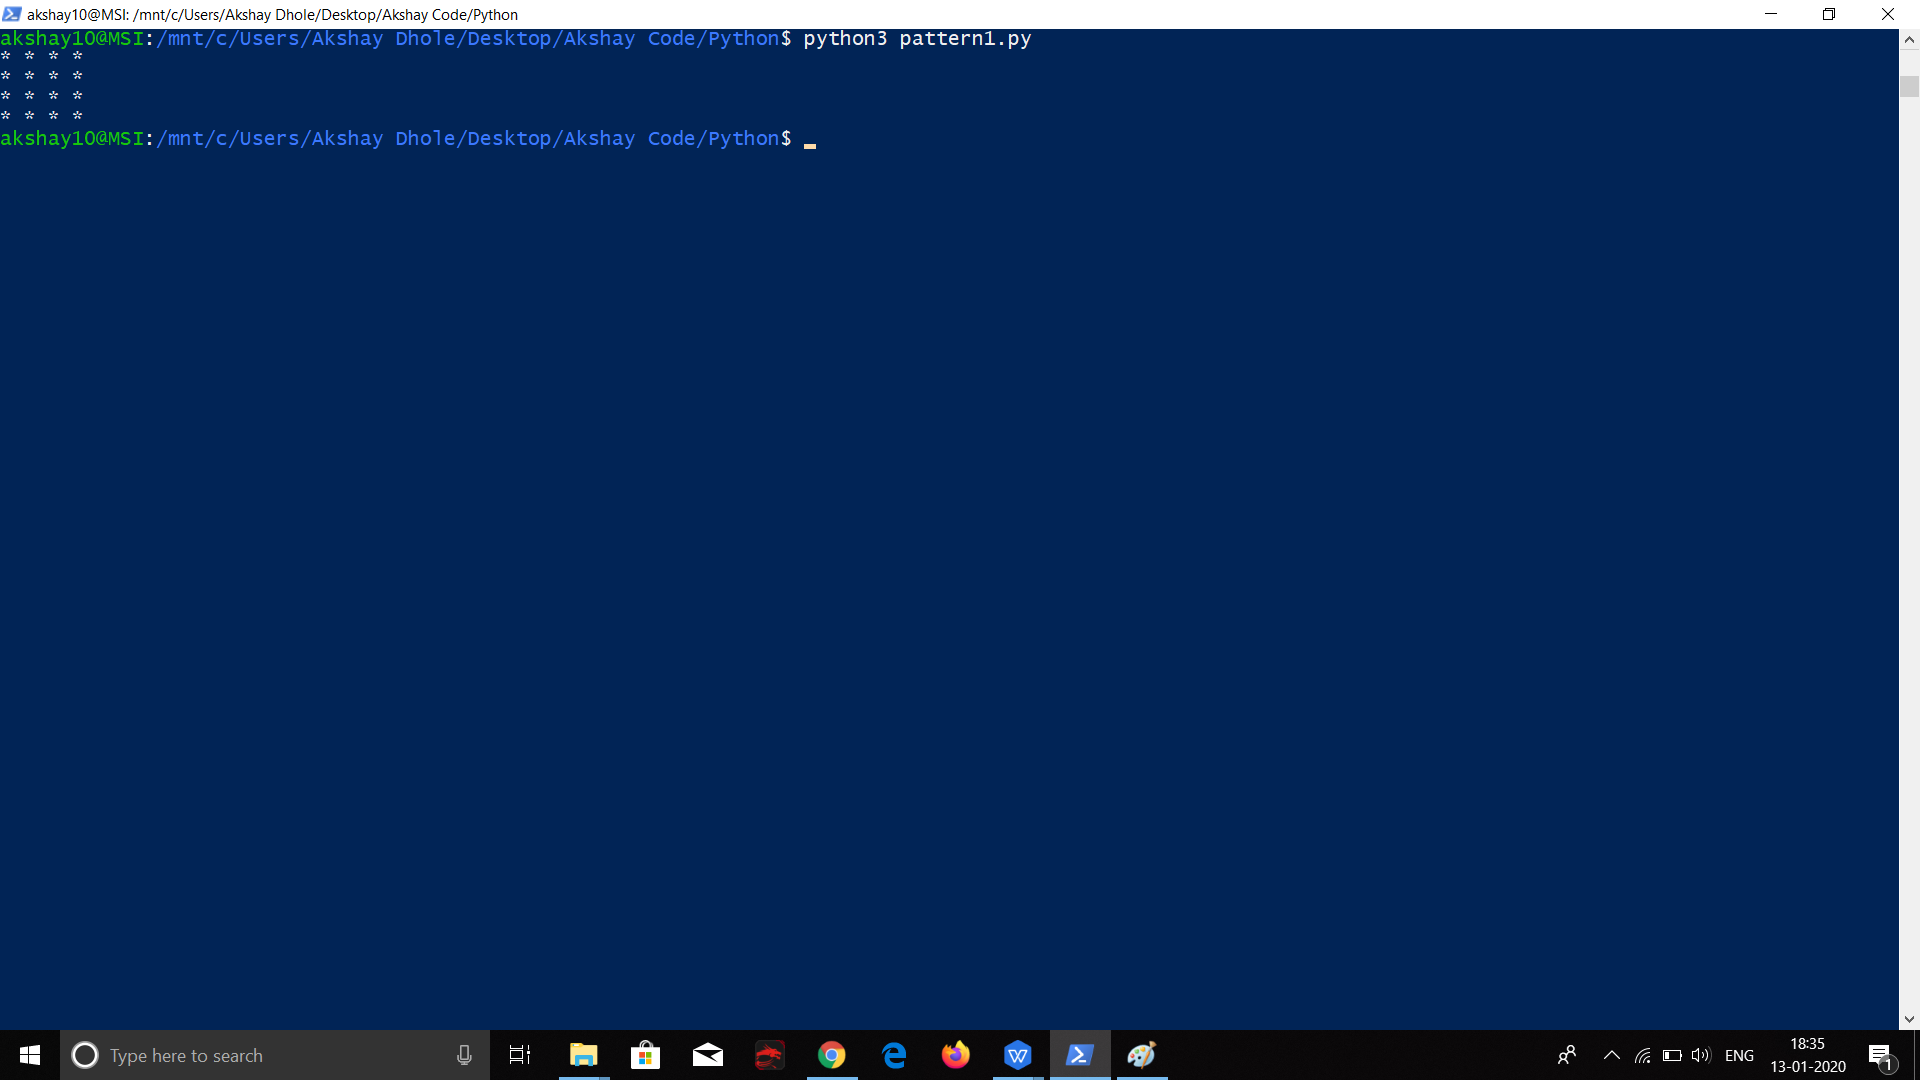 akshay10@MSI: /mnt/c/Users/Akshay Dhole/Desktop/Akshay Code/Python
akshay10@MSI:/mnt/c/Users/Akshay Dhole/Desktop/Akshay Code/Python$ python3 pattern1.py
* * * *
* * * *
* * * *
* * * *
akshay10@MSI:/mnt/c/Users/Akshay Dhole/Desktop/Akshay Code/Python$
Type here to search
ENG
18:35
13-01-2020
1